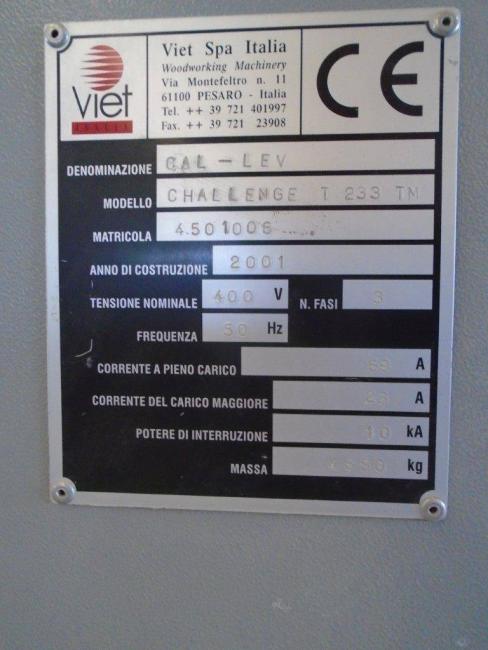 Viet
ITALIA
Viet Spa Italia
Woodworking Machinery
Via Montefeltro n. 11
61100 PESARO - Italia
Tel. ++ 39 721 401997
Fax. ++ 39 721 23908
CE
DENOMINAZIONE CAL-LEV
MODELLO CHALLENGE T 233 TM
MATRICOLA 4.501006
ANNO DI COSTRUZIONE 2001
TENSIONE NOMINALE 400 V N. FASI 3
FREQUENZA 50 Hz
CORRENTE A PIENO CARICO A
CORRENTE DEL CARICO MAGGIORE A
POTERE DI INTERRUZIONE 10 kA
MASSA kg